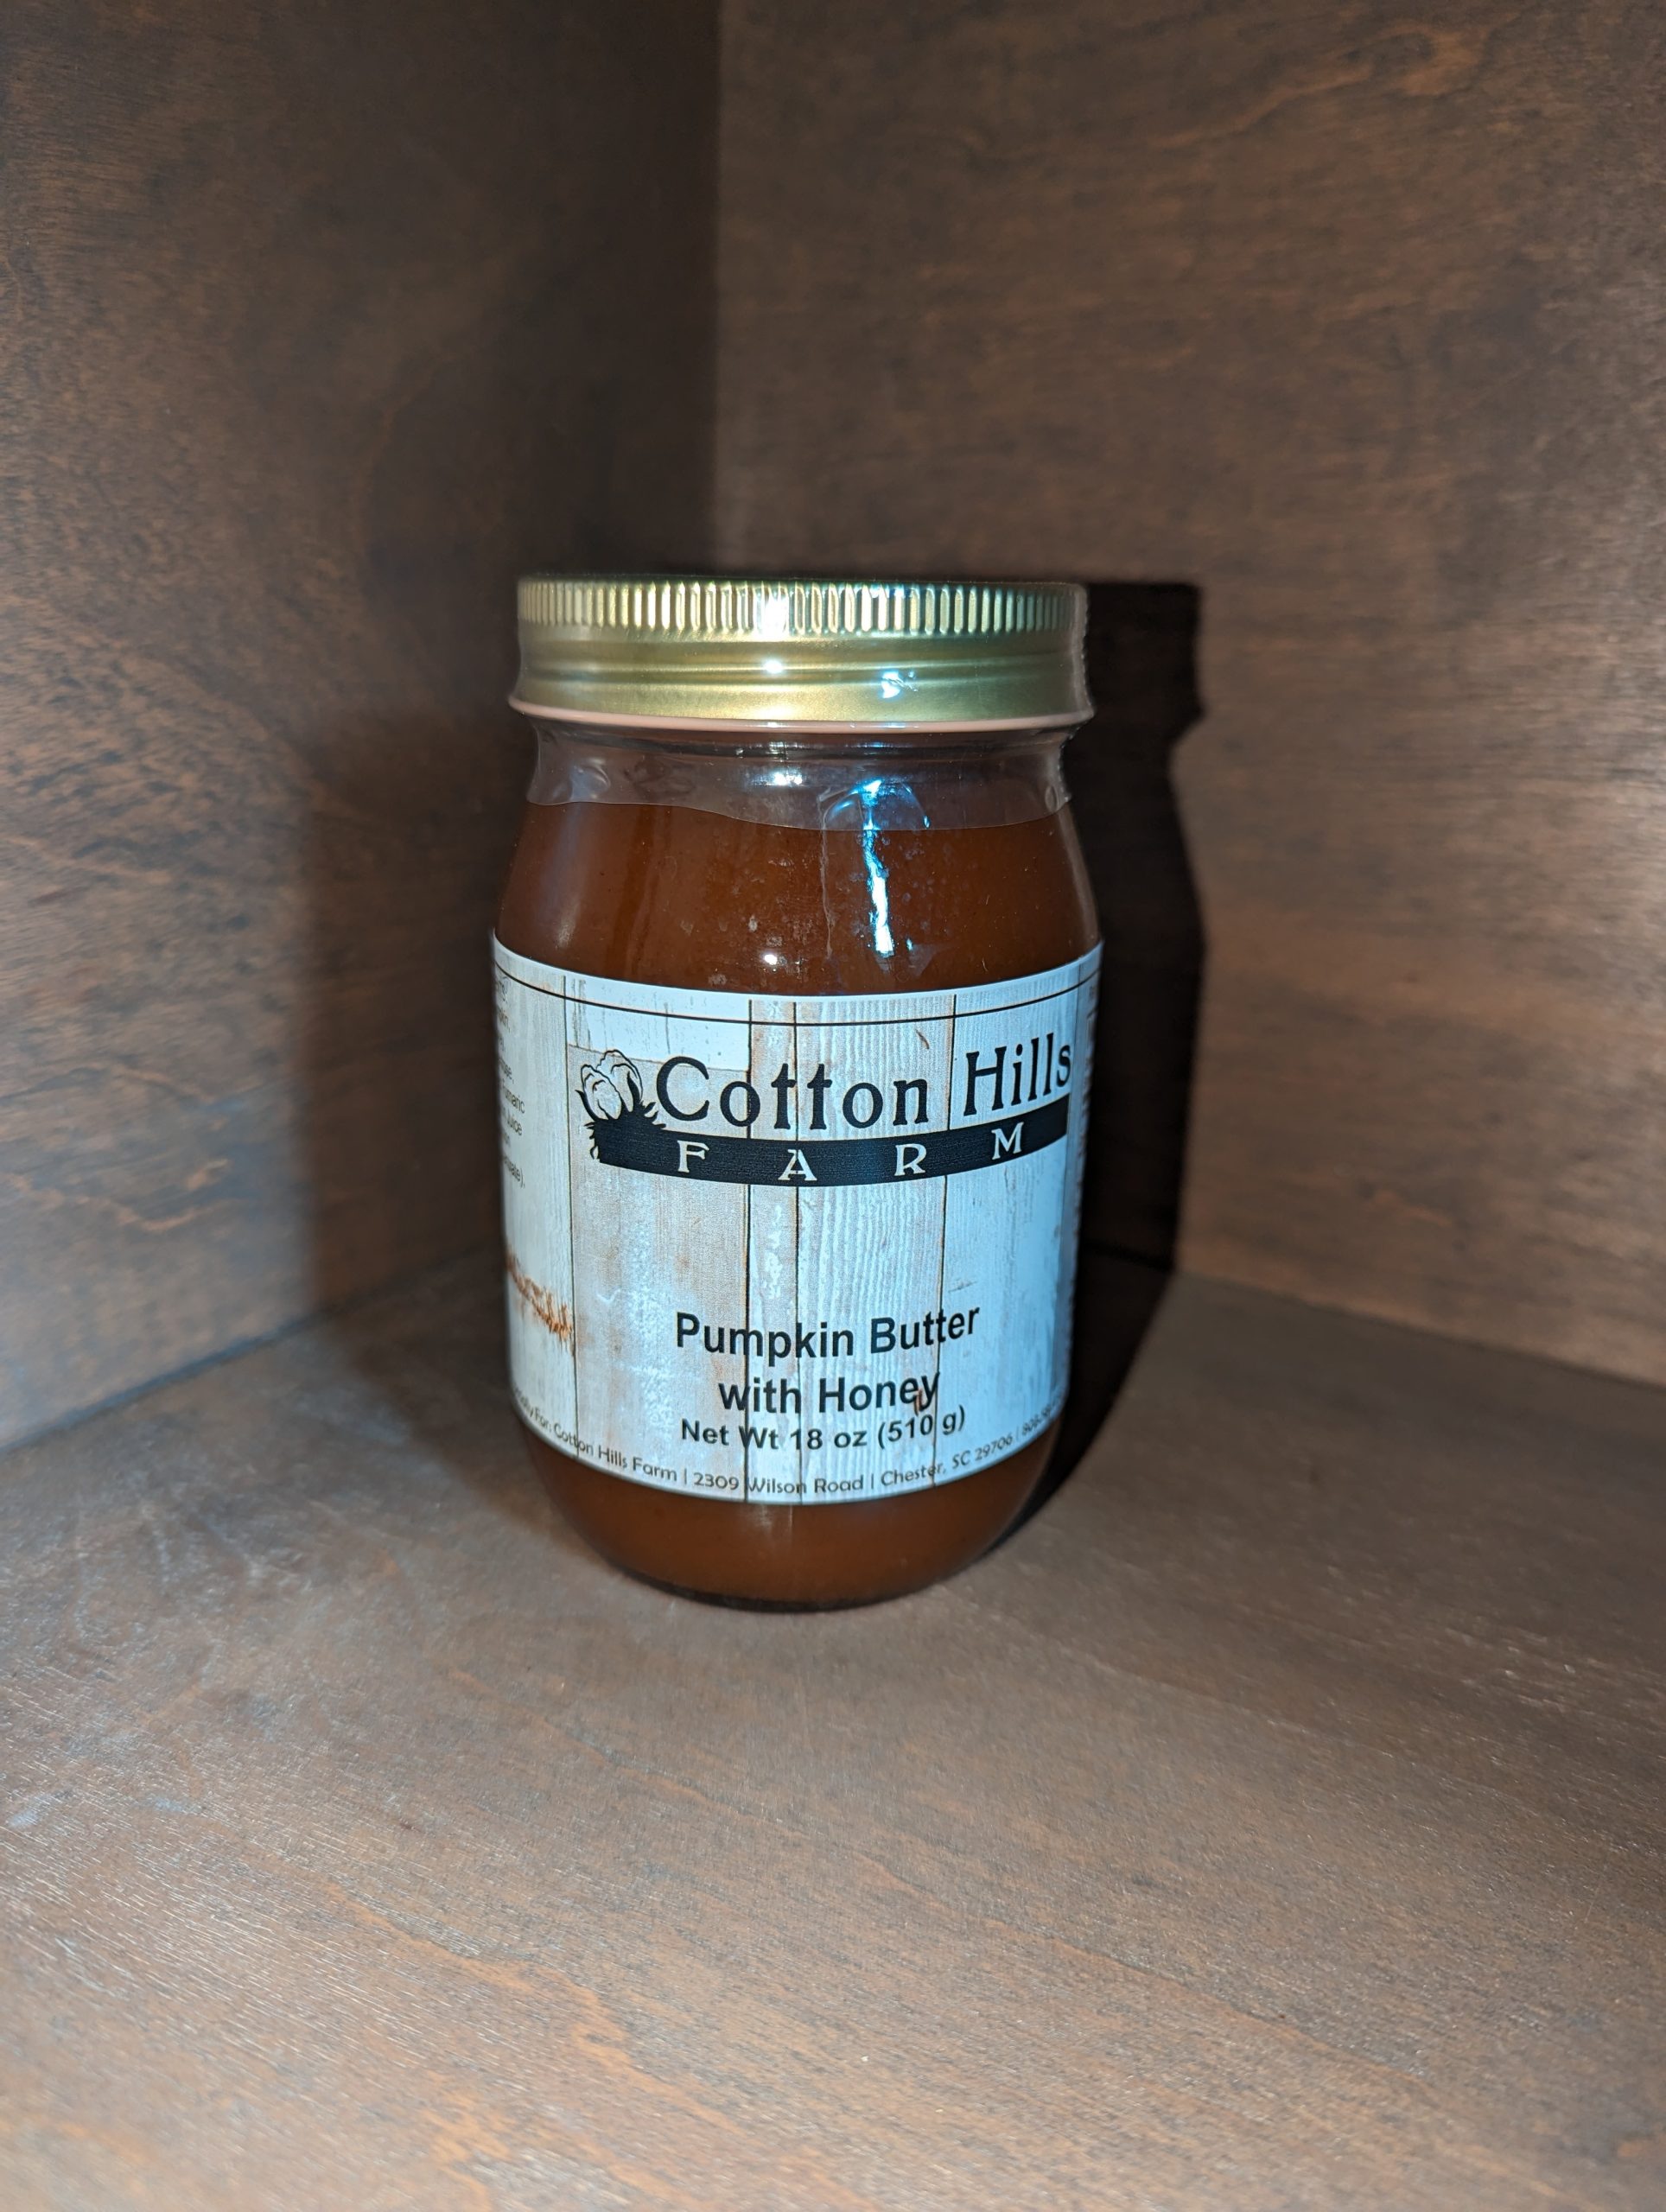 Cotton Hills
FARM
Pumpkin Butter
with Honey
Net Wt 18 oz (510 g)
For: Cotton Hills Farm | 2309 Wilson Road | Chester, SC 29706 |